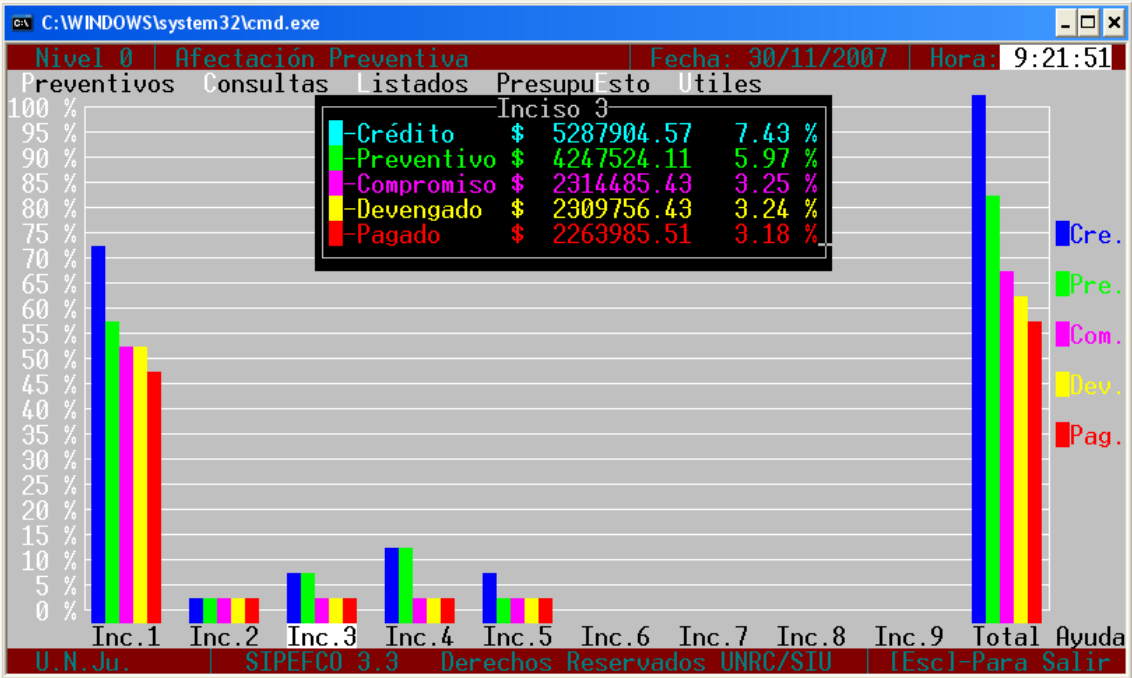 C:\WINDOWS\system32\cmd.exe
Nivel 0 | Afectación Preventiva | Fecha: 30/11/2007 | Hora: 9:21:51
Preventivos Consultas Listados PresupuEsto Utiles
Inciso 3
-Crédito $ 5287904.57 7.43 %
-Preventivo $ 4247524.11 5.97 %
-Compromiso $ 2314485.43 3.25 %
-Devengado $ 2309756.43 3.24 %
-Pagado $ 2263985.51 3.18 %_
100 %
95 %
90 %
85 %
80 %
75 %
70 %
65 %
60 %
55 %
50 %
45 %
40 %
35 %
30 %
25 %
20 %
15 %
10 %
5 %
0 %
Cre.
Pre.
Com.
Dev.
Pag.
Inc.1 Inc.2 Inc.3 Inc.4 Inc.5 Inc.6 Inc.7 Inc.8 Inc.9 Total Ayuda
U.N.Ju. | SIPEFCO 3.3 Derechos Reservados UNRC/SIU | [Esc]-Para Salir